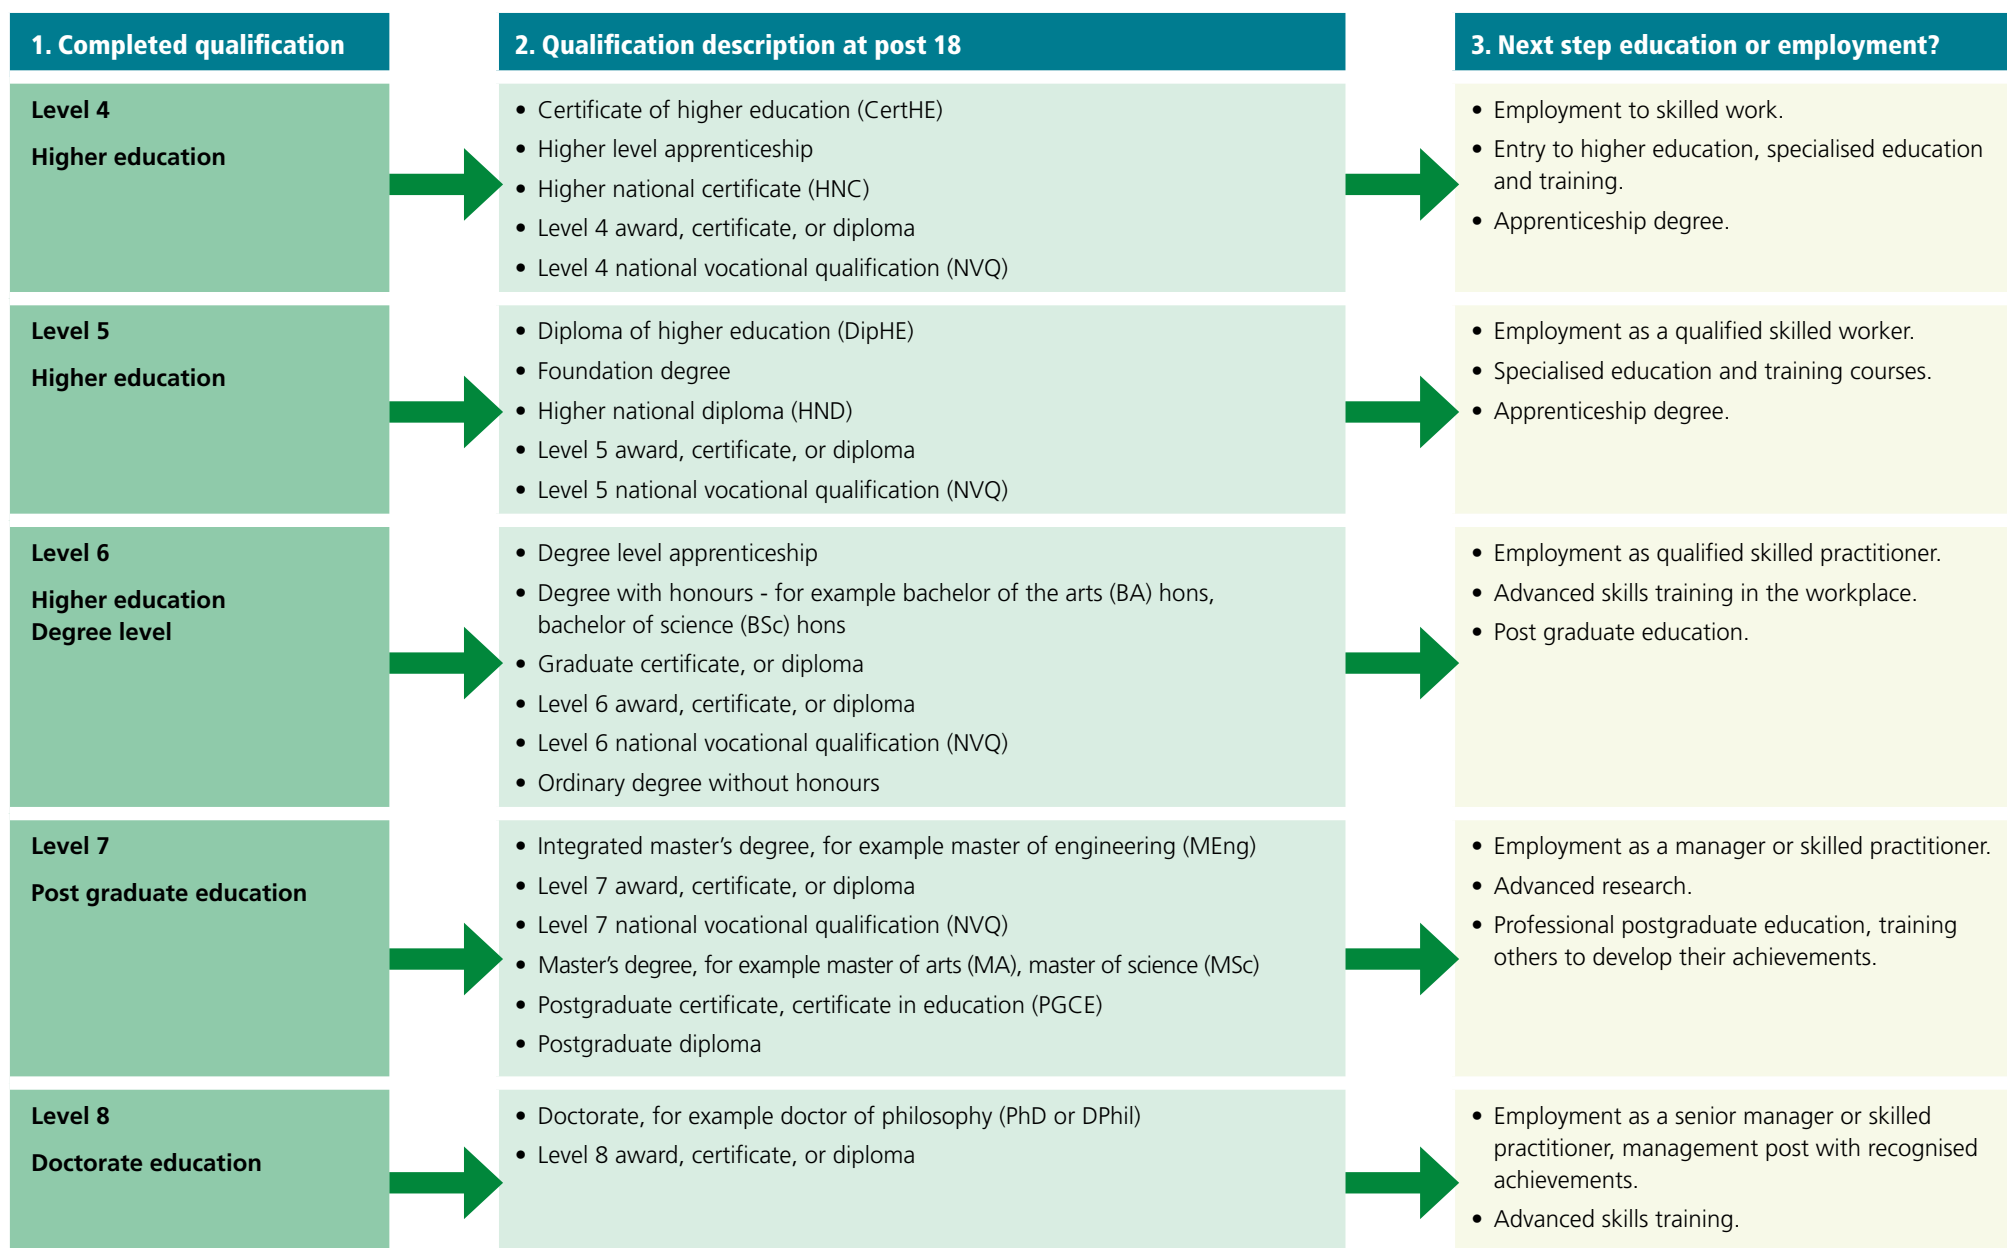 1. Completed qualification
2. Qualification description at post 18
3. Next step education or employment?
Level 4
Higher education
• Certificate of higher education (CertHE)
• Higher level apprenticeship
• Higher national certificate (HNC)
• Level 4 award, certificate, or diploma
• Level 4 national vocational qualification (NVQ)
• Employment to skilled work.
• Entry to higher education, specialised education
and training.
• Apprenticeship degree.
Level 5
Higher education
• Diploma of higher education (DipHE)
• Foundation degree
• Higher national diploma (HND)
• Level 5 award, certificate, or diploma
• Level 5 national vocational qualification (NVQ)
• Employment as a qualified skilled worker.
• Specialised education and training courses.
• Apprenticeship degree.
Level 6
Higher education
Degree level
• Degree level apprenticeship
• Degree with honours - for example bachelor of the arts (BA) hons,
bachelor of science (BSc) hons
• Graduate certificate, or diploma
• Level 6 award, certificate, or diploma
• Level 6 national vocational qualification (NVQ)
• Ordinary degree without honours
• Employment as qualified skilled practitioner.
• Advanced skills training in the workplace.
• Post graduate education.
Level 7
Post graduate education
• Integrated master’s degree, for example master of engineering (MEng)
• Level 7 award, certificate, or diploma
• Level 7 national vocational qualification (NVQ)
• Master’s degree, for example master of arts (MA), master of science (MSc)
• Postgraduate certificate, certificate in education (PGCE)
• Postgraduate diploma
• Employment as a manager or skilled practitioner.
• Advanced research.
• Professional postgraduate education, training
others to develop their achievements.
Level 8
Doctorate education
• Doctorate, for example doctor of philosophy (PhD or DPhil)
• Level 8 award, certificate, or diploma
• Employment as a senior manager or skilled
practitioner, management post with recognised
achievements.
• Advanced skills training.